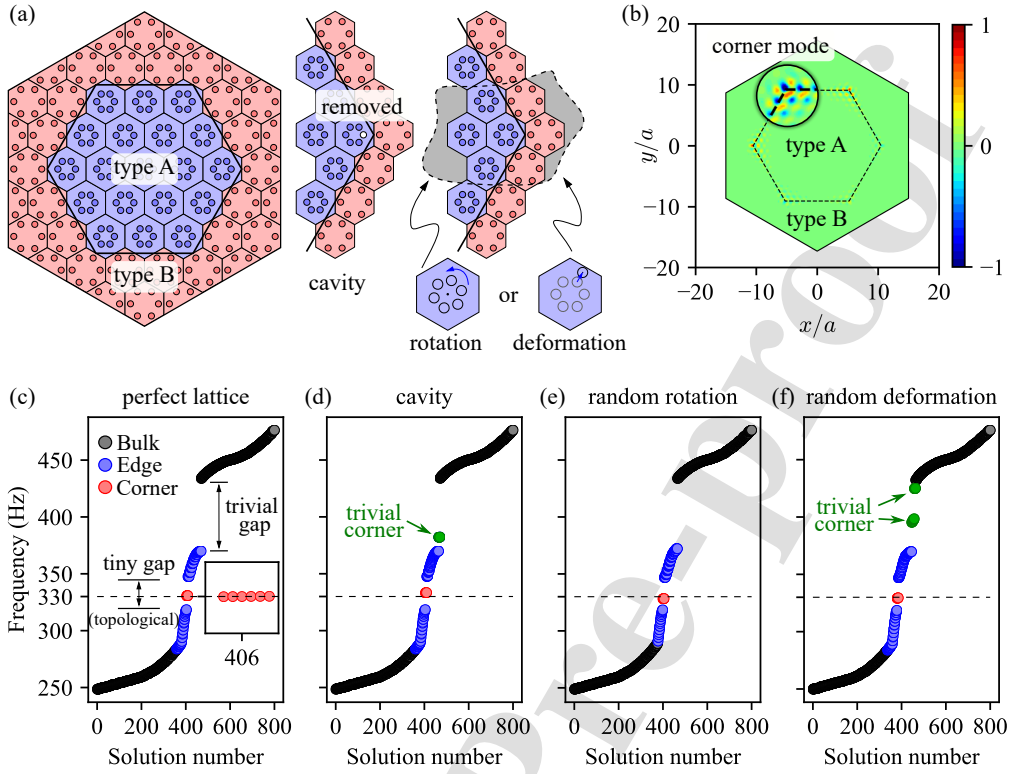 (a)
type A
type B
removed
cavity
rotation
or
deformation
(b)
corner mode
type A
type B
20
10
0
−10
−20
y/a
−20
−10
0
10
20
x/a
1
0
−1
(c)
perfect lattice
Bulk
Edge
Corner
trivial
gap
tiny gap
(topological)
406
450
400
350
330
300
250
Frequency (Hz)
0
200
400
600
800
Solution number
(d)
cavity
trivial
corner
0
200
400
600
800
Solution number
(e)
random rotation
0
200
400
600
800
Solution number
(f)
random deformation
trivial
corner
0
200
400
600
800
Solution number
pre-proof